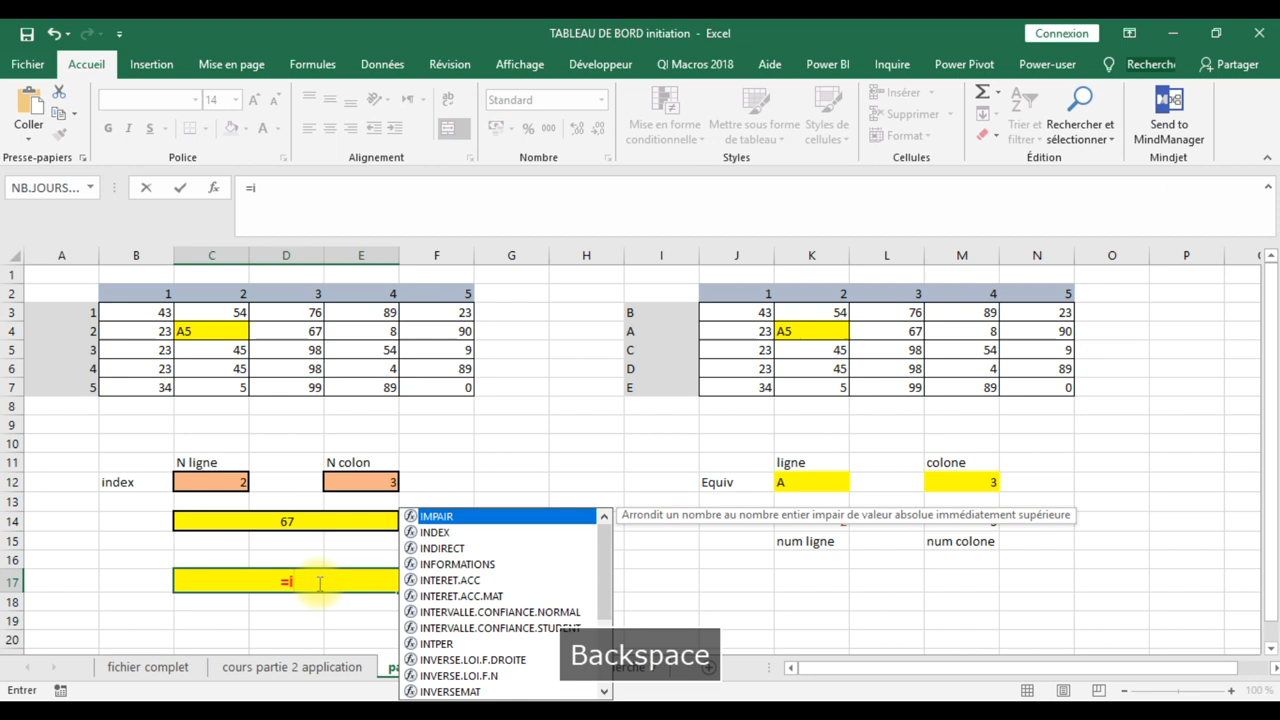 TABLEAU DE BORD initiation - Excel
Connexion
Fichier Accueil Insertion Mise en page Formules Données Révision Affichage Développeur QI Macros 2018 Aide Power BI Inquire Power Pivot Power-user Recherche Partager
Coller
14
G I S
Standard
Mise en forme conditionnelle
Mettre sous forme de tableau
Styles de cellules
Insérer
Supprimer
Format
Trier et filtrer
Rechercher et sélectionner
Send to MindManager
Presse-papiers Police Alignement Nombre Styles Cellules Édition Mindjet
NB.JOURS... =i
A B C D E F G H I J K L M N O P
1
2 1 2 3 4 5 1 2 3 4 5
3 1 43 54 76 89 23 B 43 54 76 89 23
4 2 23 A5 67 8 90 A 23 A5 67 8 90
5 3 23 45 98 54 9 C 23 45 98 54 9
6 4 23 45 98 4 89 D 23 45 98 4 89
7 5 34 5 99 89 0 E 34 5 99 89 0
8
9
10
11 N ligne N colon ligne colone
12 index 2 3 Equiv A 3
13
14 67
15 num ligne num colone
16
17 =i
18
19
20
IMPAIR
INDEX
INDIRECT
INFORMATIONS
INTERET.ACC
INTERET.ACC.MAT
INTERVALLE.CONFIANCE.NORMAL
INTERVALLE.CONFIANCE.STUDENT
INTPER
INVERSE.LOI.F.DROITE
INVERSE.LOI.F.N
INVERSEMAT
Arrondit un nombre au nombre entier impair de valeur absolue immédiatement supérieure
Backspace
fichier complet cours partie 2 application
Entrer
100 %